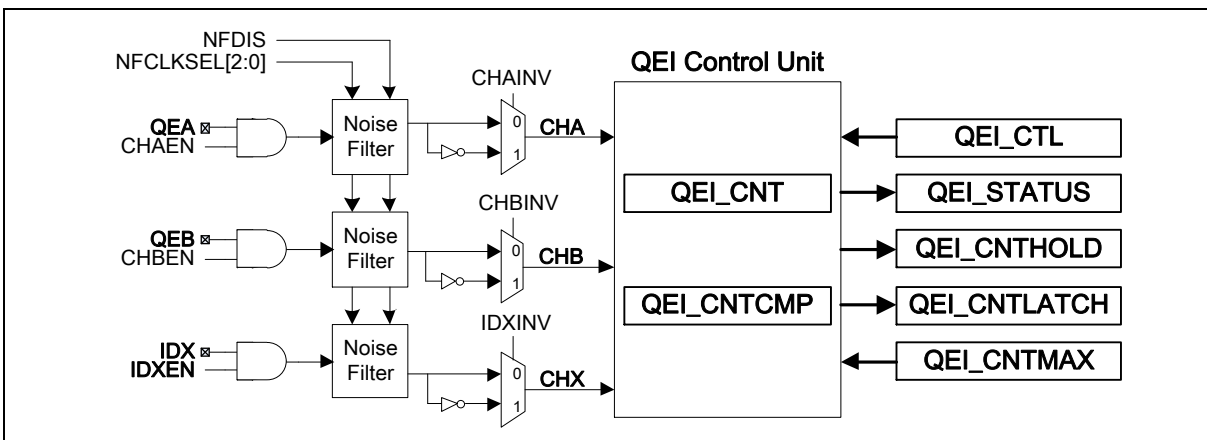 NFDIS
NFCLKSEL[2:0]
QEI Control Unit
CHAINV
QEA
CHAEN
Noise
Filter
0
1
CHA
QEI_CTL
QEI_CNT
QEI_STATUS
CHBINV
QEB
CHBEN
Noise
Filter
0
1
CHB
QEI_CNTHOLD
QEI_CNTCMP
QEI_CNTLATCH
IDXINV
IDX
IDXEN
Noise
Filter
0
1
CHX
QEI_CNTMAX